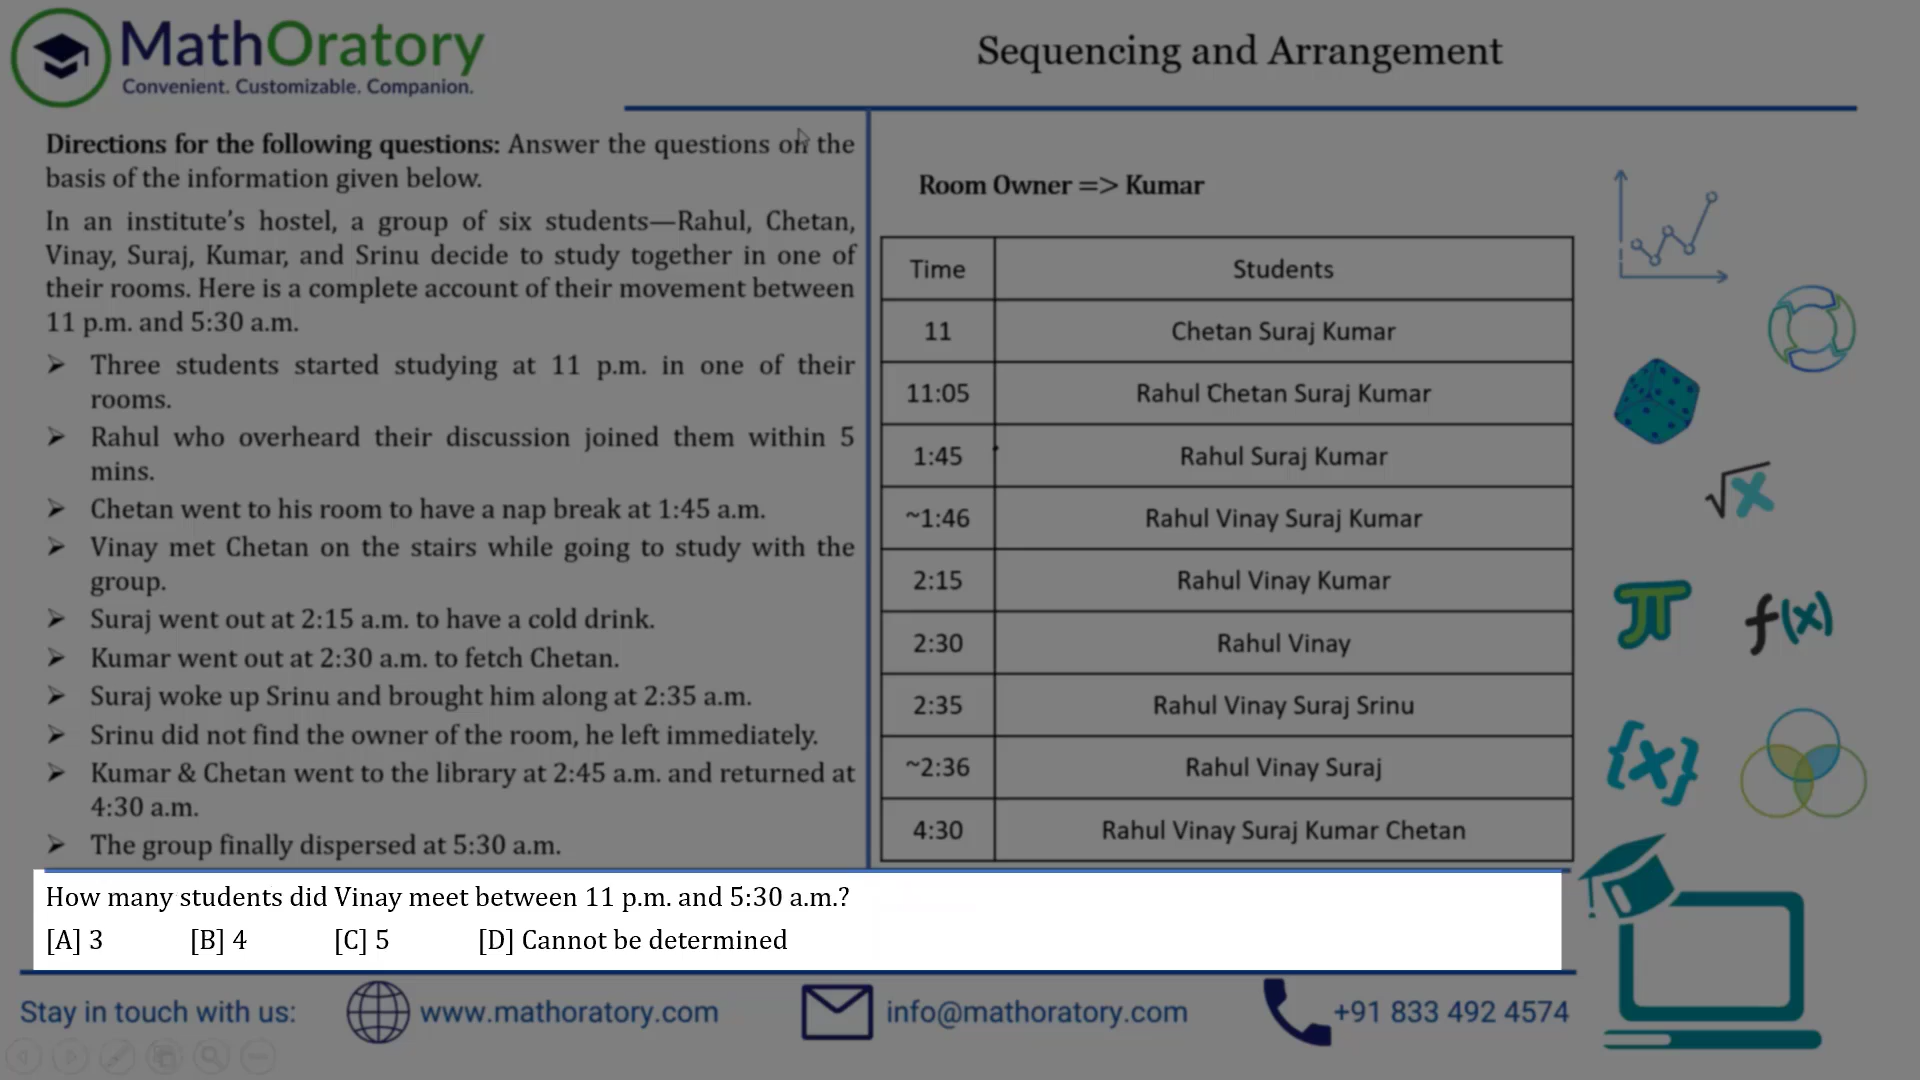 MathOratory
Convenient. Customizable. Companion.
Sequencing and Arrangement
Directions for the following questions: Answer the questions on the
basis of the information given below.
In an institute’s hostel, a group of six students—Rahul, Chetan,
Vinay, Suraj, Kumar, and Srinu decide to study together in one of
their rooms. Here is a complete account of their movement between
11 p.m. and 5:30 a.m.
➢ Three students started studying at 11 p.m. in one of their
rooms.
➢ Rahul who overheard their discussion joined them within 5
mins.
➢ Chetan went to his room to have a nap break at 1:45 a.m.
➢ Vinay met Chetan on the stairs while going to study with the
group.
➢ Suraj went out at 2:15 a.m. to have a cold drink.
➢ Kumar went out at 2:30 a.m. to fetch Chetan.
➢ Suraj woke up Srinu and brought him along at 2:35 a.m.
➢ Srinu did not find the owner of the room, he left immediately.
➢ Kumar & Chetan went to the library at 2:45 a.m. and returned at
4:30 a.m.
➢ The group finally dispersed at 5:30 a.m.
Room Owner => Kumar
Time Students
11 Chetan Suraj Kumar
11:05 Rahul Chetan Suraj Kumar
1:45 Rahul Suraj Kumar
~1:46 Rahul Vinay Suraj Kumar
2:15 Rahul Vinay Kumar
2:30 Rahul Vinay
2:35 Rahul Vinay Suraj Srinu
~2:36 Rahul Vinay Suraj
4:30 Rahul Vinay Suraj Kumar Chetan
√x
π
f(x)
{x}
How many students did Vinay meet between 11 p.m. and 5:30 a.m.?
[A] 3 [B] 4 [C] 5 [D] Cannot be determined
Stay in touch with us: www.mathoratory.com info@mathoratory.com +91 833 492 4574